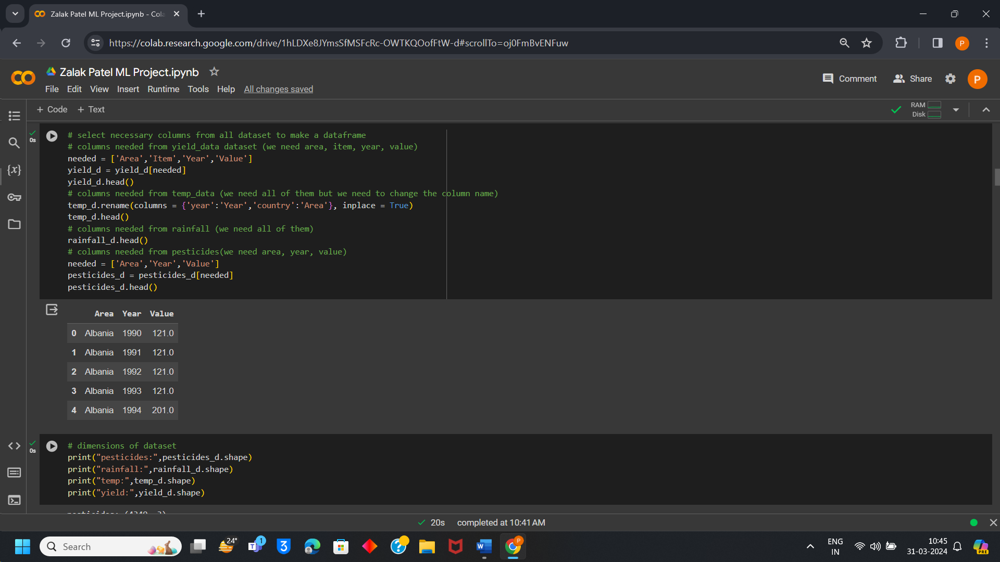 Zalak Patel ML Project.ipynb - Cola
https://colab.research.google.com/drive/1hLDXe8JYmsSfMSFcRc-OWTKQOofFtW-d#scrollTo=oj0FmBvENFuw
P
Zalak Patel ML Project.ipynb
Comment
Share
P
File Edit View Insert Runtime Tools Help All changes saved
+ Code + Text
RAM
Disk
0s
# select necessary columns from all dataset to make a dataframe
# columns needed from yield_data dataset (we need area, item, year, value)
needed = ['Area','Item','Year','Value']
yield_d = yield_d[needed]
yield_d.head()
# columns needed from temp_data (we need all of them but we need to change the column name)
temp_d.rename(columns = {'year':'Year','country':'Area'}, inplace = True)
temp_d.head()
# columns needed from rainfall (we need all of them)
rainfall_d.head()
# columns needed from pesticides(we need area, year, value)
needed = ['Area','Year','Value']
pesticides_d = pesticides_d[needed]
pesticides_d.head()
{x}
Area Year Value
0 Albania 1990 121.0
1 Albania 1991 121.0
2 Albania 1992 121.0
3 Albania 1993 121.0
4 Albania 1994 201.0
0s
# dimensions of dataset
print("pesticides:",pesticides_d.shape)
print("rainfall:",rainfall_d.shape)
print("temp:",temp_d.shape)
print("yield:",yield_d.shape)
20s completed at 10:41 AM
Search
24°
T
1
3
W
P
ENG
IN
10:45
31-03-2024
PRE